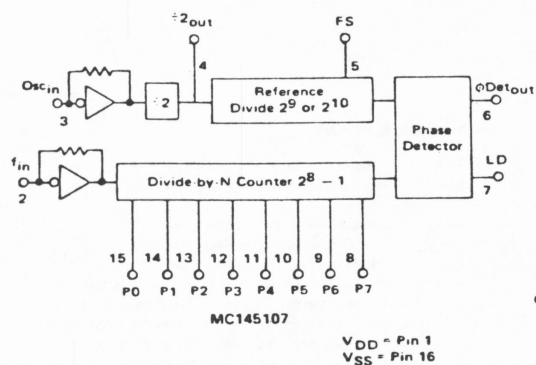 ÷2out
FS
4
5
Oscin
3
÷2
Reference
Divide 2⁹ or 2¹⁰
ϕDetout
6
Phase
Detector
LD
7
fin
2
Divide-by-N Counter 2⁸ – 1
15
14
13
12
11
10
9
8
P0
P1
P2
P3
P4
P5
P6
P7
MC145107
VDD = Pin 1
VSS = Pin 16